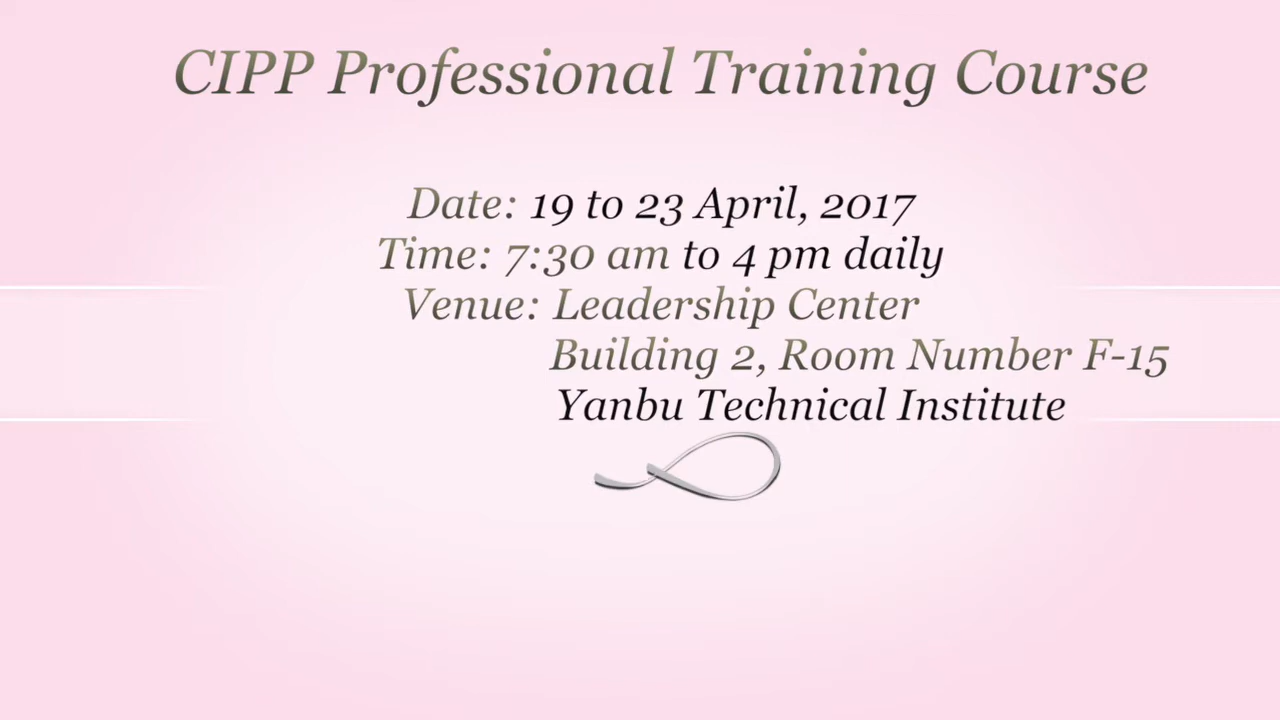 CIPP Professional Training Course
Date: 19 to 23 April, 2017
Time: 7:30 am to 4 pm daily
Venue: Leadership Center
Building 2, Room Number F-15
Yanbu Technical Institute